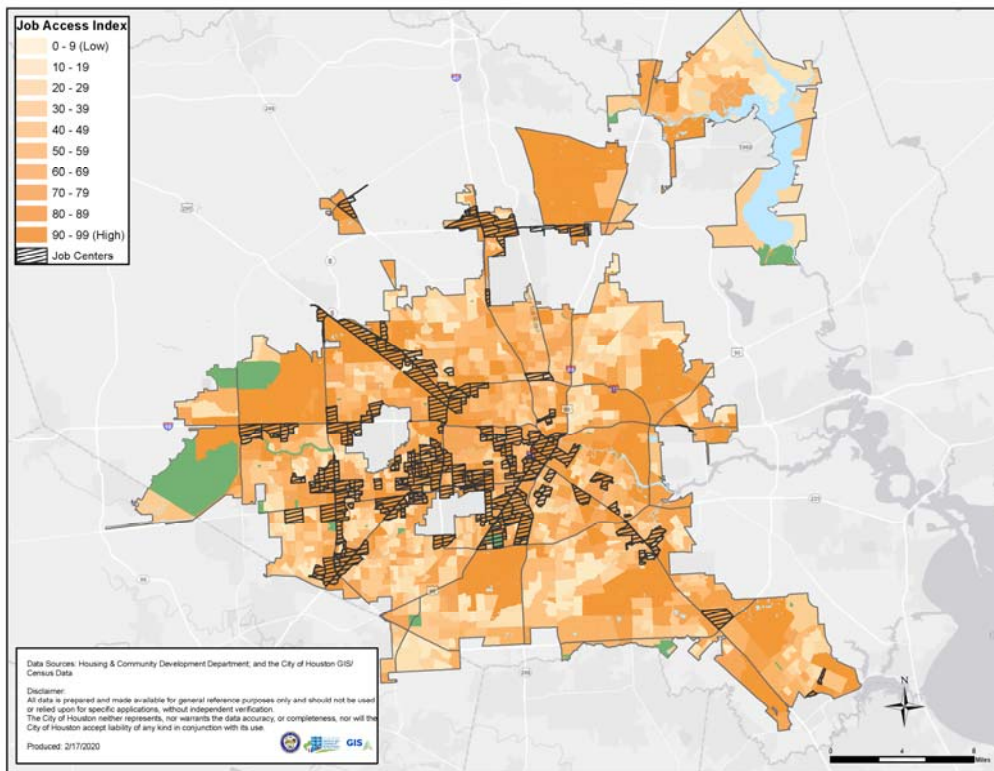 Job Access Index
0 - 9 (Low)
10 - 19
20 - 29
30 - 39
40 - 49
50 - 59
60 - 69
70 - 79
80 - 89
90 - 99 (High)
Job Centers
Data Sources: Housing & Community Development Department; and the City of Houston GIS/
Census Data
Disclaimer:
All data is prepared and made available for general reference purposes only and should not be used
or relied upon for specific applications, without independent verification.
The City of Houston neither represents, nor warrants the data accuracy, or completeness, nor will the
City of Houston accept liability of any kind in conjunction with its use.
Produced: 2/17/2020
GIS
N
0 4 8
Miles